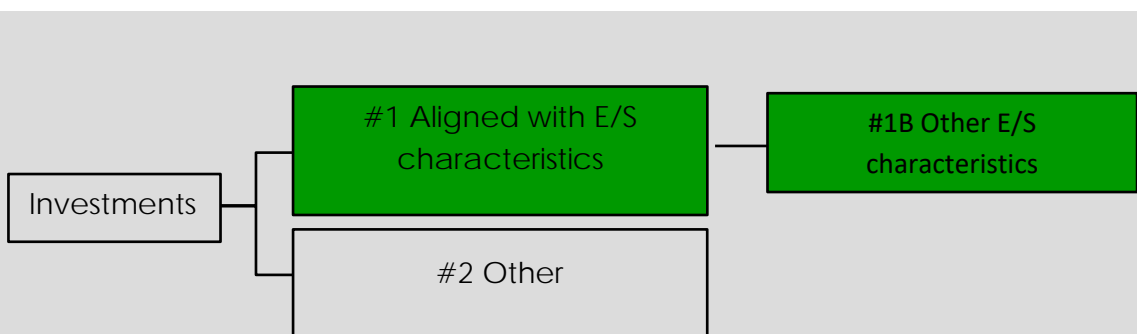 Investments
#1 Aligned with E/S
characteristics
#2 Other
#1B Other E/S
characteristics